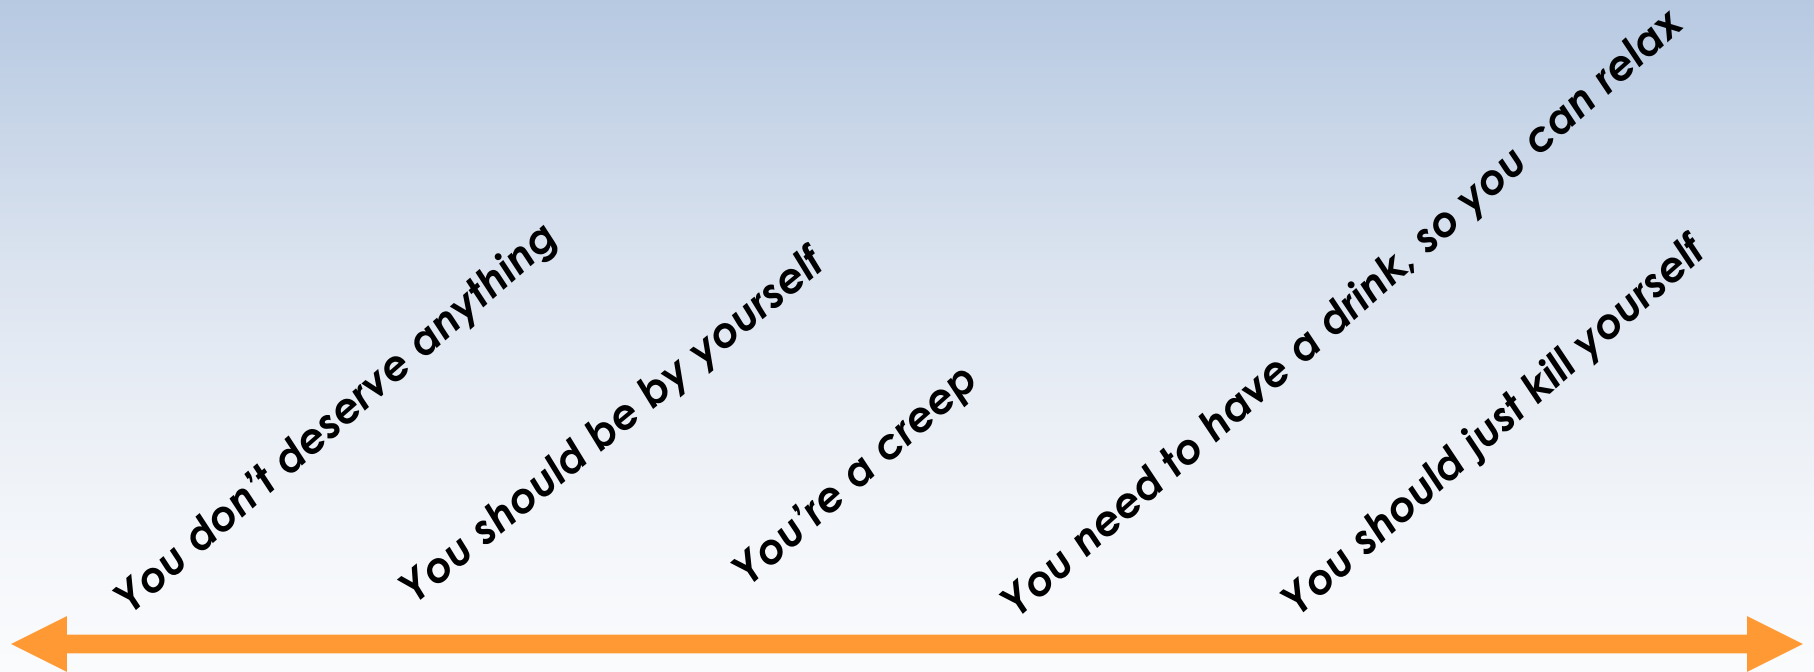 You don't deserve anything
You should be by yourself
You're a creep
You need to have a drink, so you can relax
You should just kill yourself